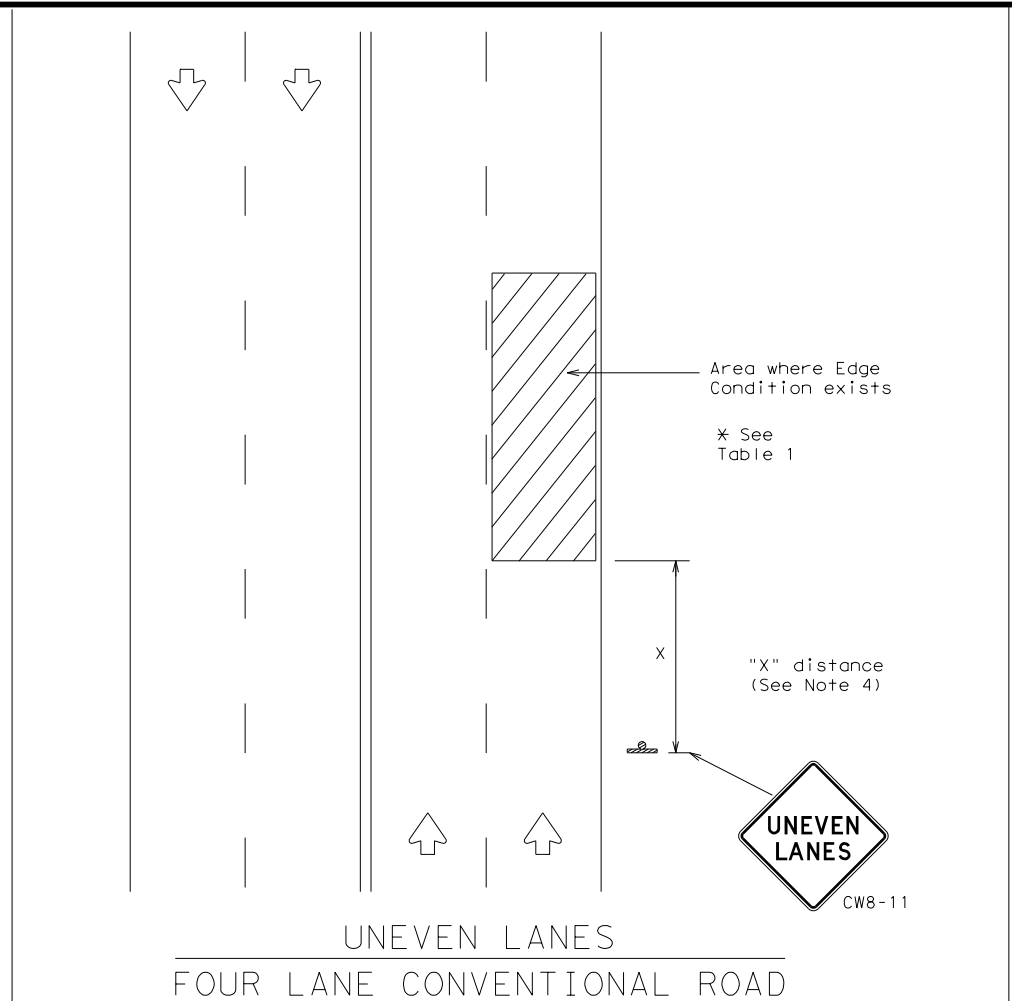 Area where Edge
Condition exists
* See
Table 1
X
"X" distance
(See Note 4)
UNEVEN
LANES
CW8-11
UNEVEN LANES
FOUR LANE CONVENTIONAL ROAD